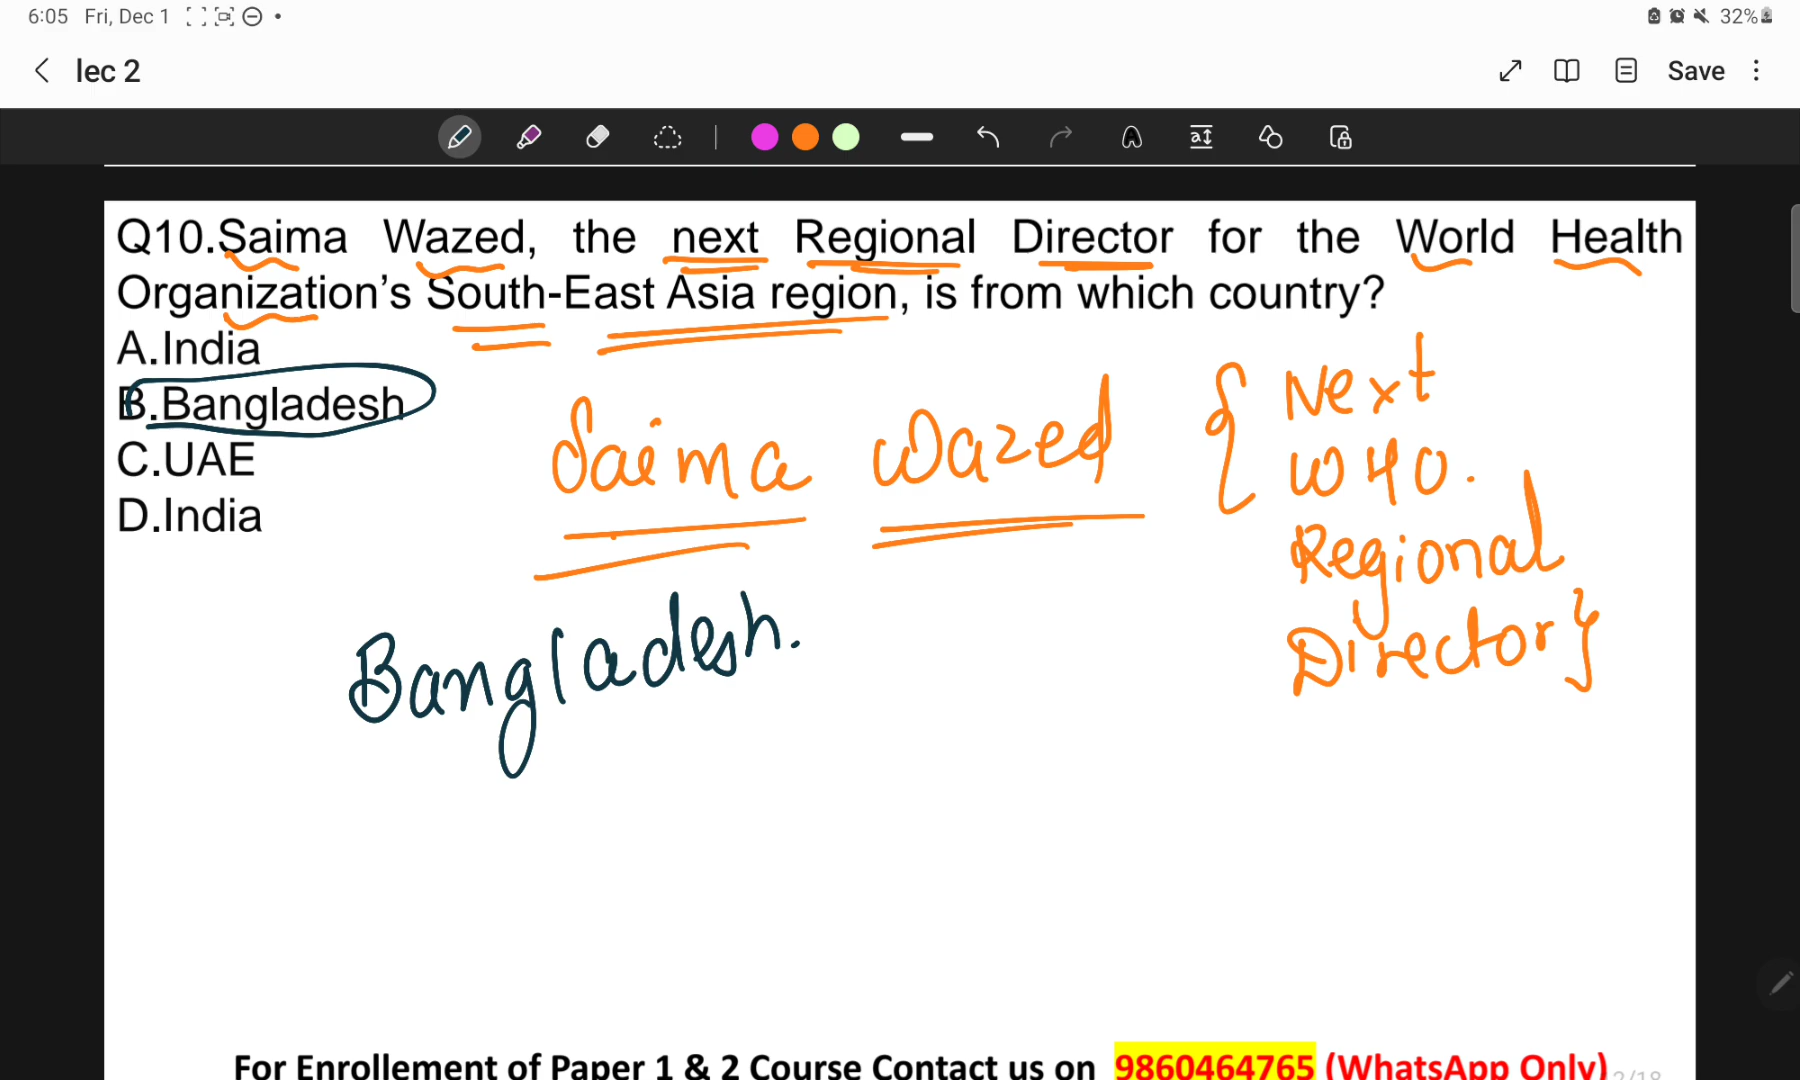 6:05 Fri, Dec 1
32%
lec 2
Save
Q10.Saima Wazed, the next Regional Director for the World Health
Organization’s South-East Asia region, is from which country?
A.India
B.Bangladesh
C.UAE
D.India
Saima Wazed
{ Next
WHO.
Regional
Director}
Bangladesh.
For Enrollement of Paper 1 & 2 Course Contact us on 9860464765 (WhatsApp Only)
2/18